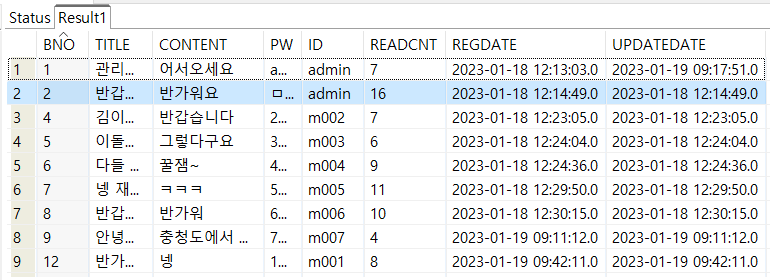 Status Result1
BNO TITLE CONTENT PW ID READCNT REGDATE UPDATEDATE
1 1 관리... 어서오세요 a... admin 7 2023-01-18 12:13:03.0 2023-01-19 09:17:51.0
2 2 반갑... 반가워요 ㅁ... admin 16 2023-01-18 12:14:49.0 2023-01-18 12:14:49.0
3 4 김이... 반갑습니다 2... m002 7 2023-01-18 12:23:05.0 2023-01-18 12:23:05.0
4 5 이돌... 그렇다구요 3... m003 6 2023-01-18 12:24:04.0 2023-01-18 12:24:04.0
5 6 다들 ... 꿀잼~ 4... m004 9 2023-01-18 12:24:36.0 2023-01-18 12:24:36.0
6 7 넹 재... ㅋㅋㅋ 5... m005 11 2023-01-18 12:29:50.0 2023-01-18 12:29:50.0
7 8 반갑... 반가워 6... m006 10 2023-01-18 12:30:15.0 2023-01-18 12:30:15.0
8 9 안녕... 충청도에서 ... 7... m007 4 2023-01-19 09:11:12.0 2023-01-19 09:11:12.0
9 12 반가... 넹 1... m001 8 2023-01-19 09:42:11.0 2023-01-19 09:42:11.0